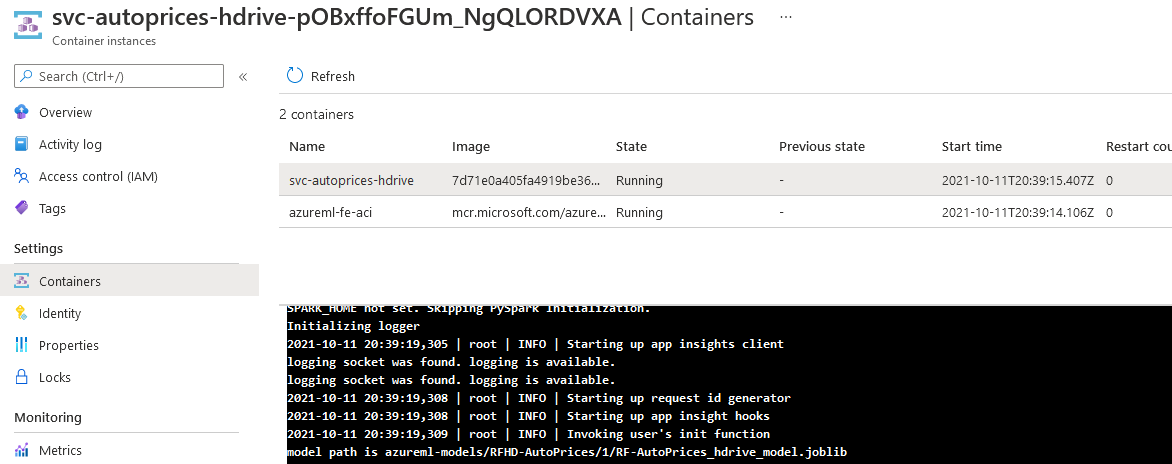 svc-autoprices-hdrive-pOBxffoFGUm_NgQLORDVXA | Containers ...
Container instances
Search (Ctrl+/) «
Overview
Activity log
Access control (IAM)
Tags
Settings
Containers
Identity
Properties
Locks
Monitoring
Metrics
Refresh
2 containers
Name Image State Previous state Start time Restart cou
svc-autoprices-hdrive 7d71e0a405fa4919be36... Running - 2021-10-11T20:39:15.407Z 0
azureml-fe-aci mcr.microsoft.com/azure... Running - 2021-10-11T20:39:14.106Z 0
SPARK_HOME not set. Skipping PySpark Initialization.
Initializing logger
2021-10-11 20:39:19,305 | root | INFO | Starting up app insights client
logging socket was found. logging is available.
logging socket was found. logging is available.
2021-10-11 20:39:19,308 | root | INFO | Starting up request id generator
2021-10-11 20:39:19,308 | root | INFO | Starting up app insight hooks
2021-10-11 20:39:19,309 | root | INFO | Invoking user's init function
model path is azureml-models/RFHD-AutoPrices/1/RF-AutoPrices_hdrive_model.joblib